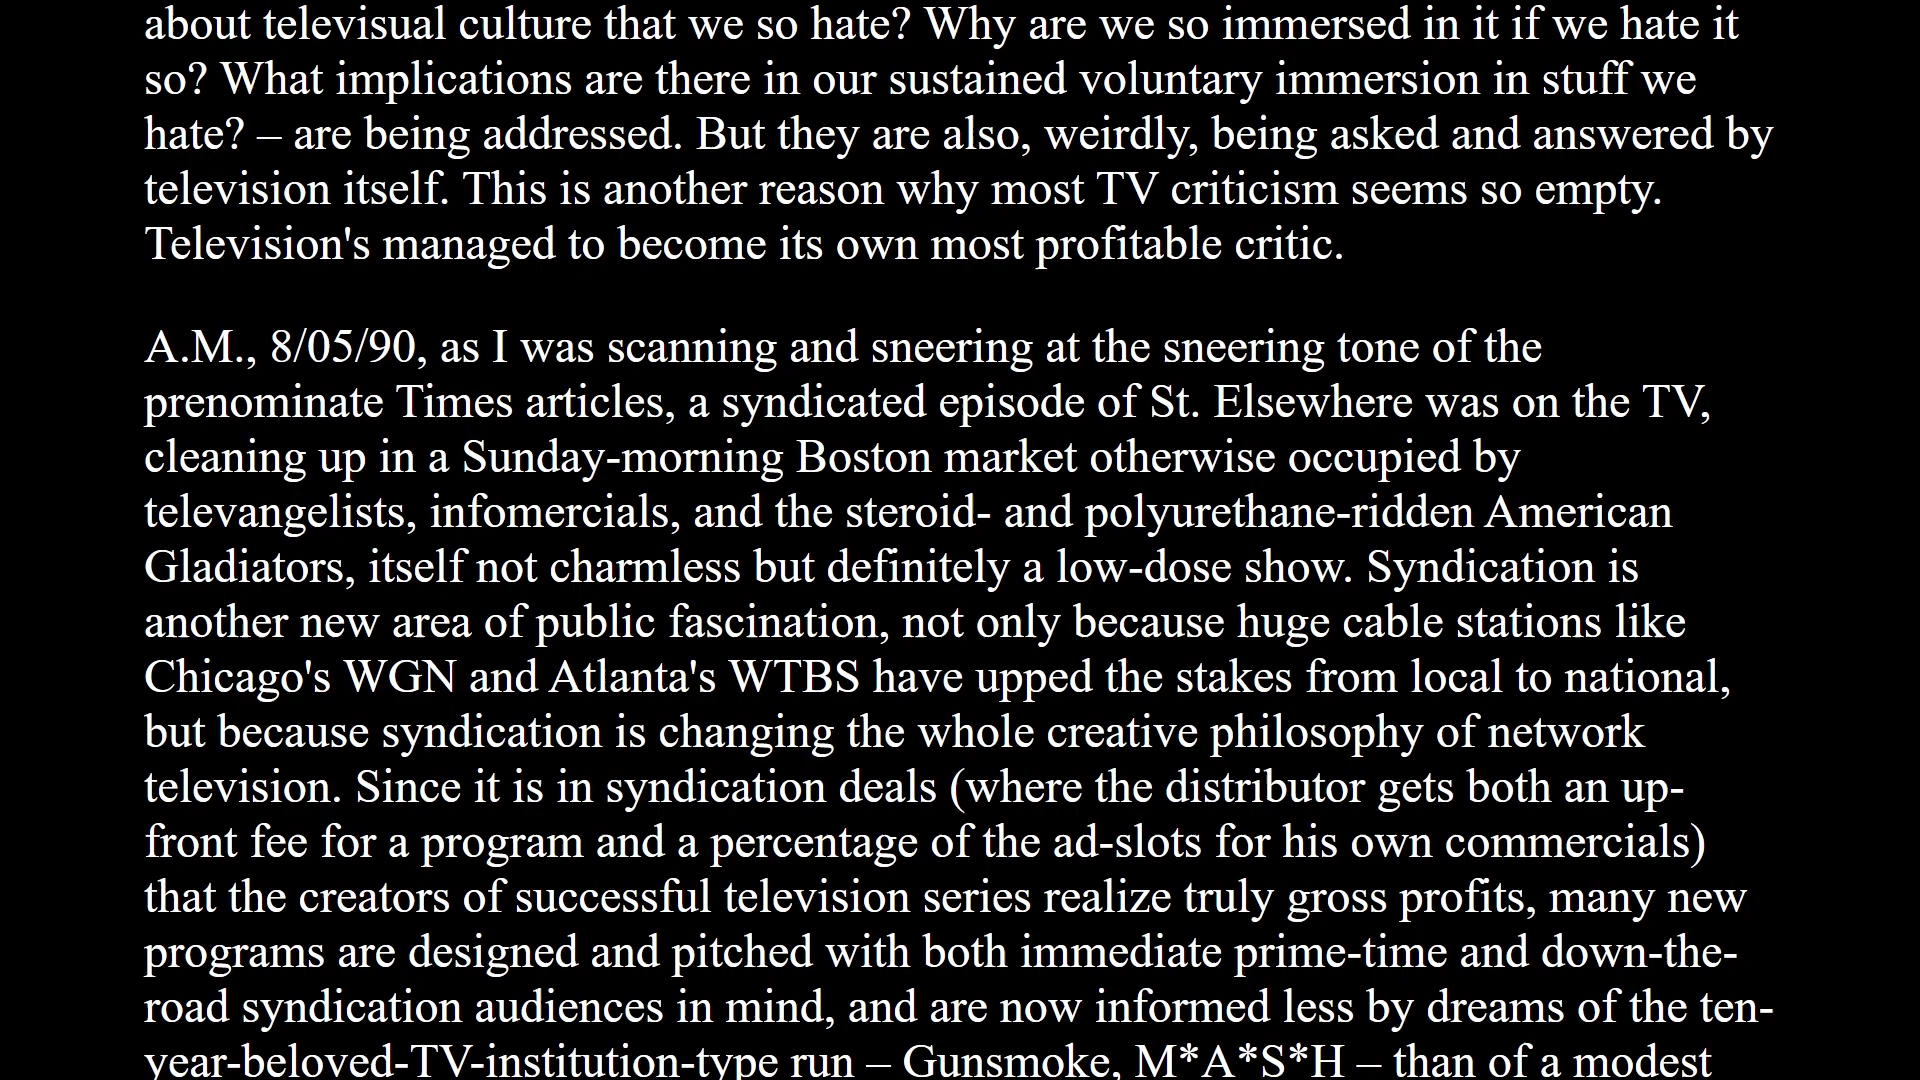 about televisual culture that we so hate? Why are we so immersed in it if we hate it
so? What implications are there in our sustained voluntary immersion in stuff we
hate? – are being addressed. But they are also, weirdly, being asked and answered by
television itself. This is another reason why most TV criticism seems so empty.
Television's managed to become its own most profitable critic.
A.M., 8/05/90, as I was scanning and sneering at the sneering tone of the
prenominate Times articles, a syndicated episode of St. Elsewhere was on the TV,
cleaning up in a Sunday-morning Boston market otherwise occupied by
televangelists, infomercials, and the steroid- and polyurethane-ridden American
Gladiators, itself not charmless but definitely a low-dose show. Syndication is
another new area of public fascination, not only because huge cable stations like
Chicago's WGN and Atlanta's WTBS have upped the stakes from local to national,
but because syndication is changing the whole creative philosophy of network
television. Since it is in syndication deals (where the distributor gets both an up-
front fee for a program and a percentage of the ad-slots for his own commercials)
that the creators of successful television series realize truly gross profits, many new
programs are designed and pitched with both immediate prime-time and down-the-
road syndication audiences in mind, and are now informed less by dreams of the ten-
year-beloved-TV-institution-type run – Gunsmoke, M*A*S*H – than of a modest